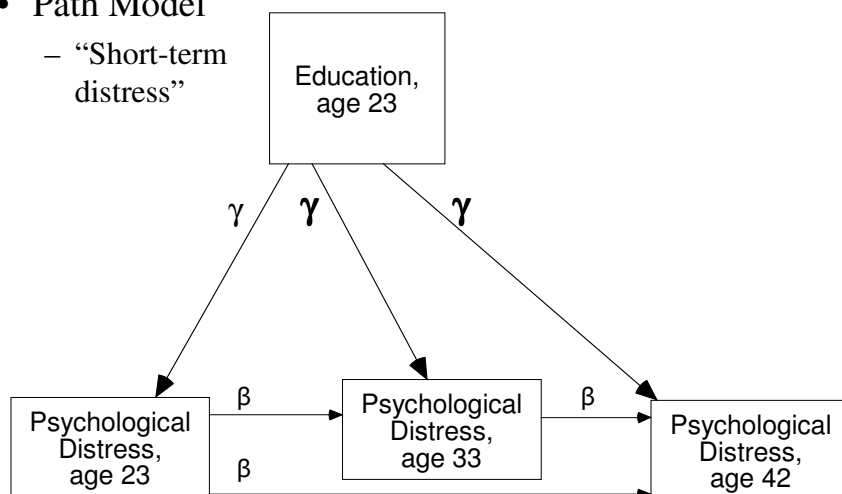 • Path Model
– “Short-term
distress”
Education,
age 23
γ
γ
γ
β
β
Psychological
Distress,
age 23
Psychological
Distress,
age 33
Psychological
Distress,
age 42
β